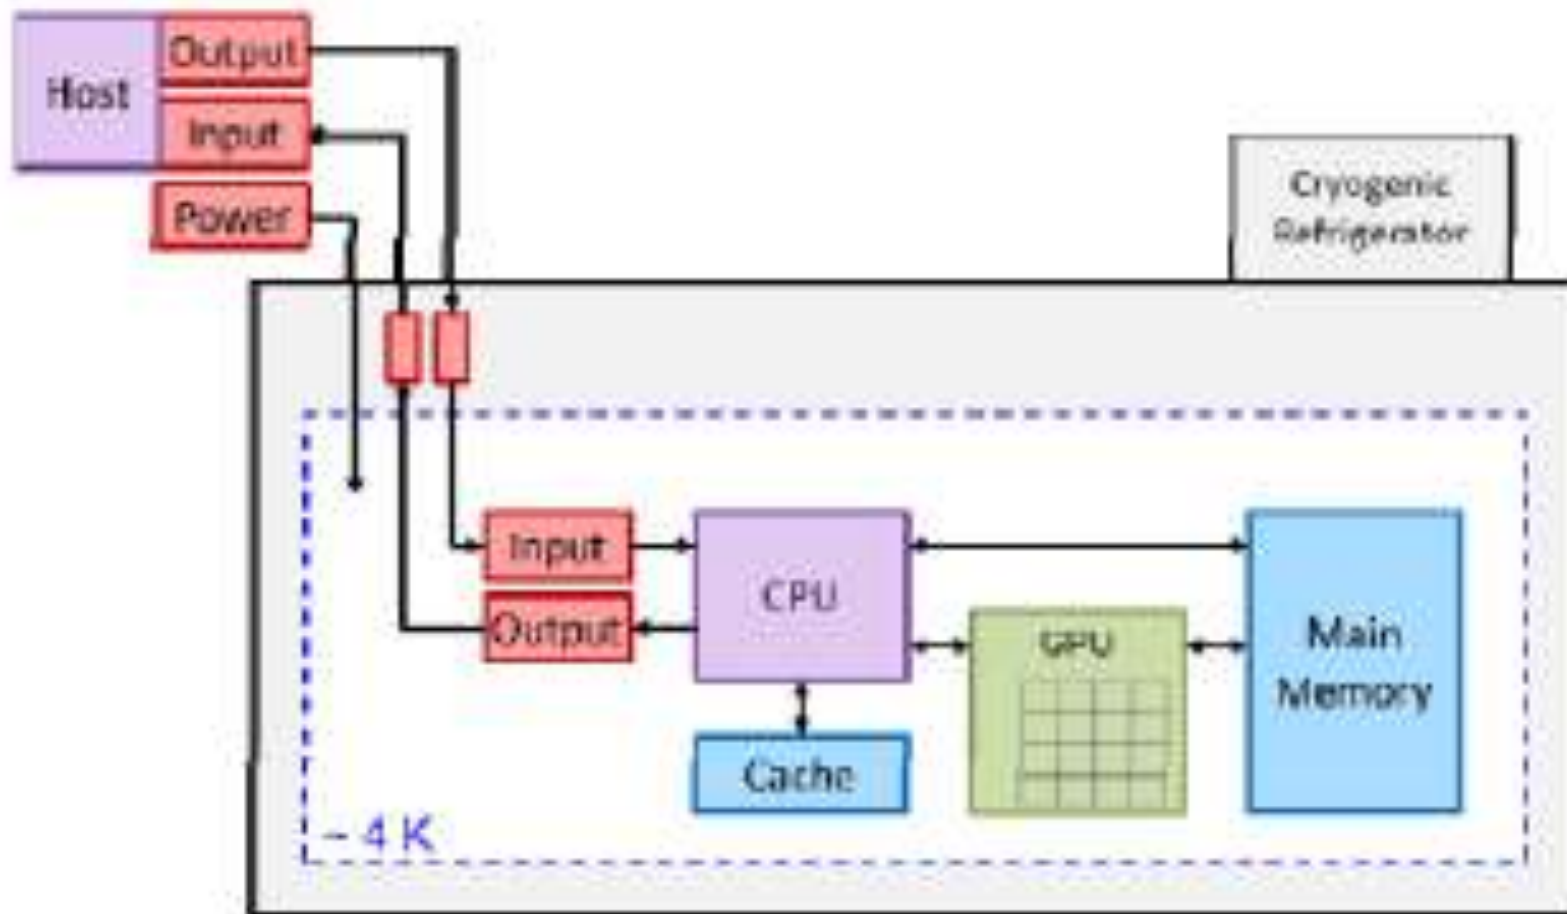 Host
Output
Input
Power
Cryogenic
Refrigerator
Input
Output
CPU
GPU
Main
Memory
Cache
~ 4 K